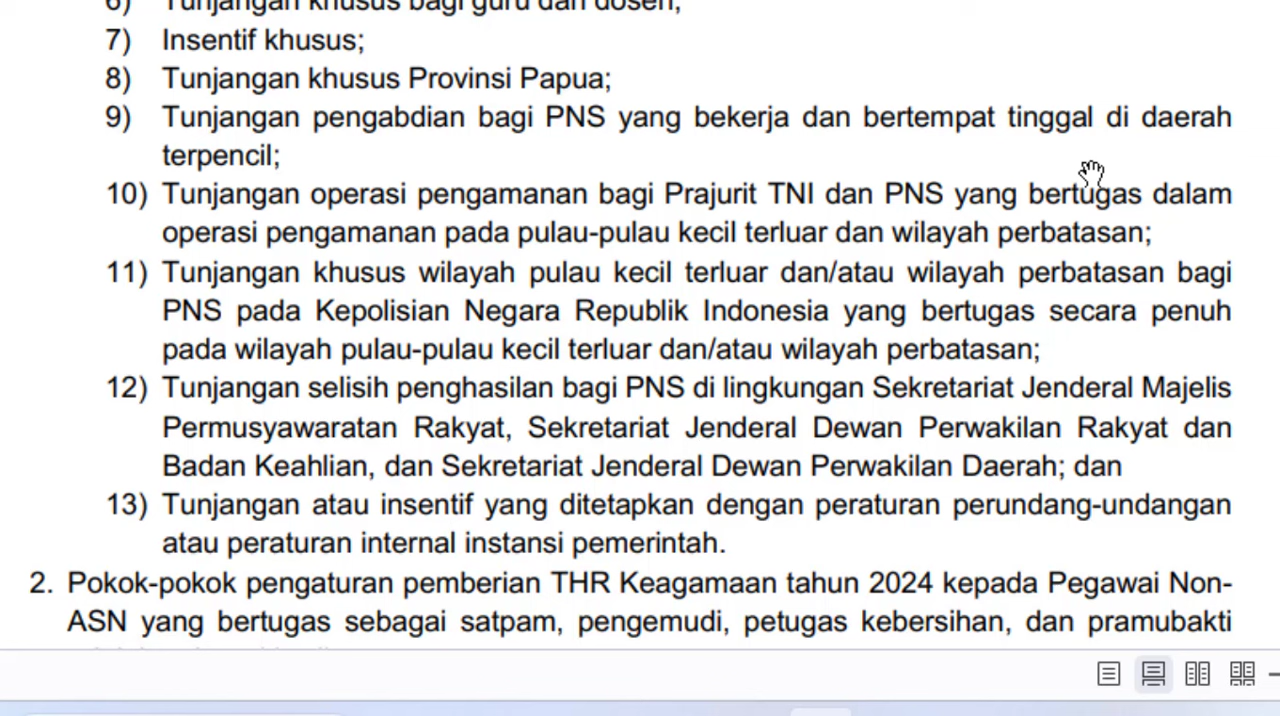 6) Tunjangan khusus bagi guru dan dosen;
7) Insentif khusus;
8) Tunjangan khusus Provinsi Papua;
9) Tunjangan pengabdian bagi PNS yang bekerja dan bertempat tinggal di daerah
terpencil;
10) Tunjangan operasi pengamanan bagi Prajurit TNI dan PNS yang bertugas dalam
operasi pengamanan pada pulau-pulau kecil terluar dan wilayah perbatasan;
11) Tunjangan khusus wilayah pulau kecil terluar dan/atau wilayah perbatasan bagi
PNS pada Kepolisian Negara Republik Indonesia yang bertugas secara penuh
pada wilayah pulau-pulau kecil terluar dan/atau wilayah perbatasan;
12) Tunjangan selisih penghasilan bagi PNS di lingkungan Sekretariat Jenderal Majelis
Permusyawaratan Rakyat, Sekretariat Jenderal Dewan Perwakilan Rakyat dan
Badan Keahlian, dan Sekretariat Jenderal Dewan Perwakilan Daerah; dan
13) Tunjangan atau insentif yang ditetapkan dengan peraturan perundang-undangan
atau peraturan internal instansi pemerintah.
2. Pokok-pokok pengaturan pemberian THR Keagamaan tahun 2024 kepada Pegawai Non-
ASN yang bertugas sebagai satpam, pengemudi, petugas kebersihan, dan pramubakti